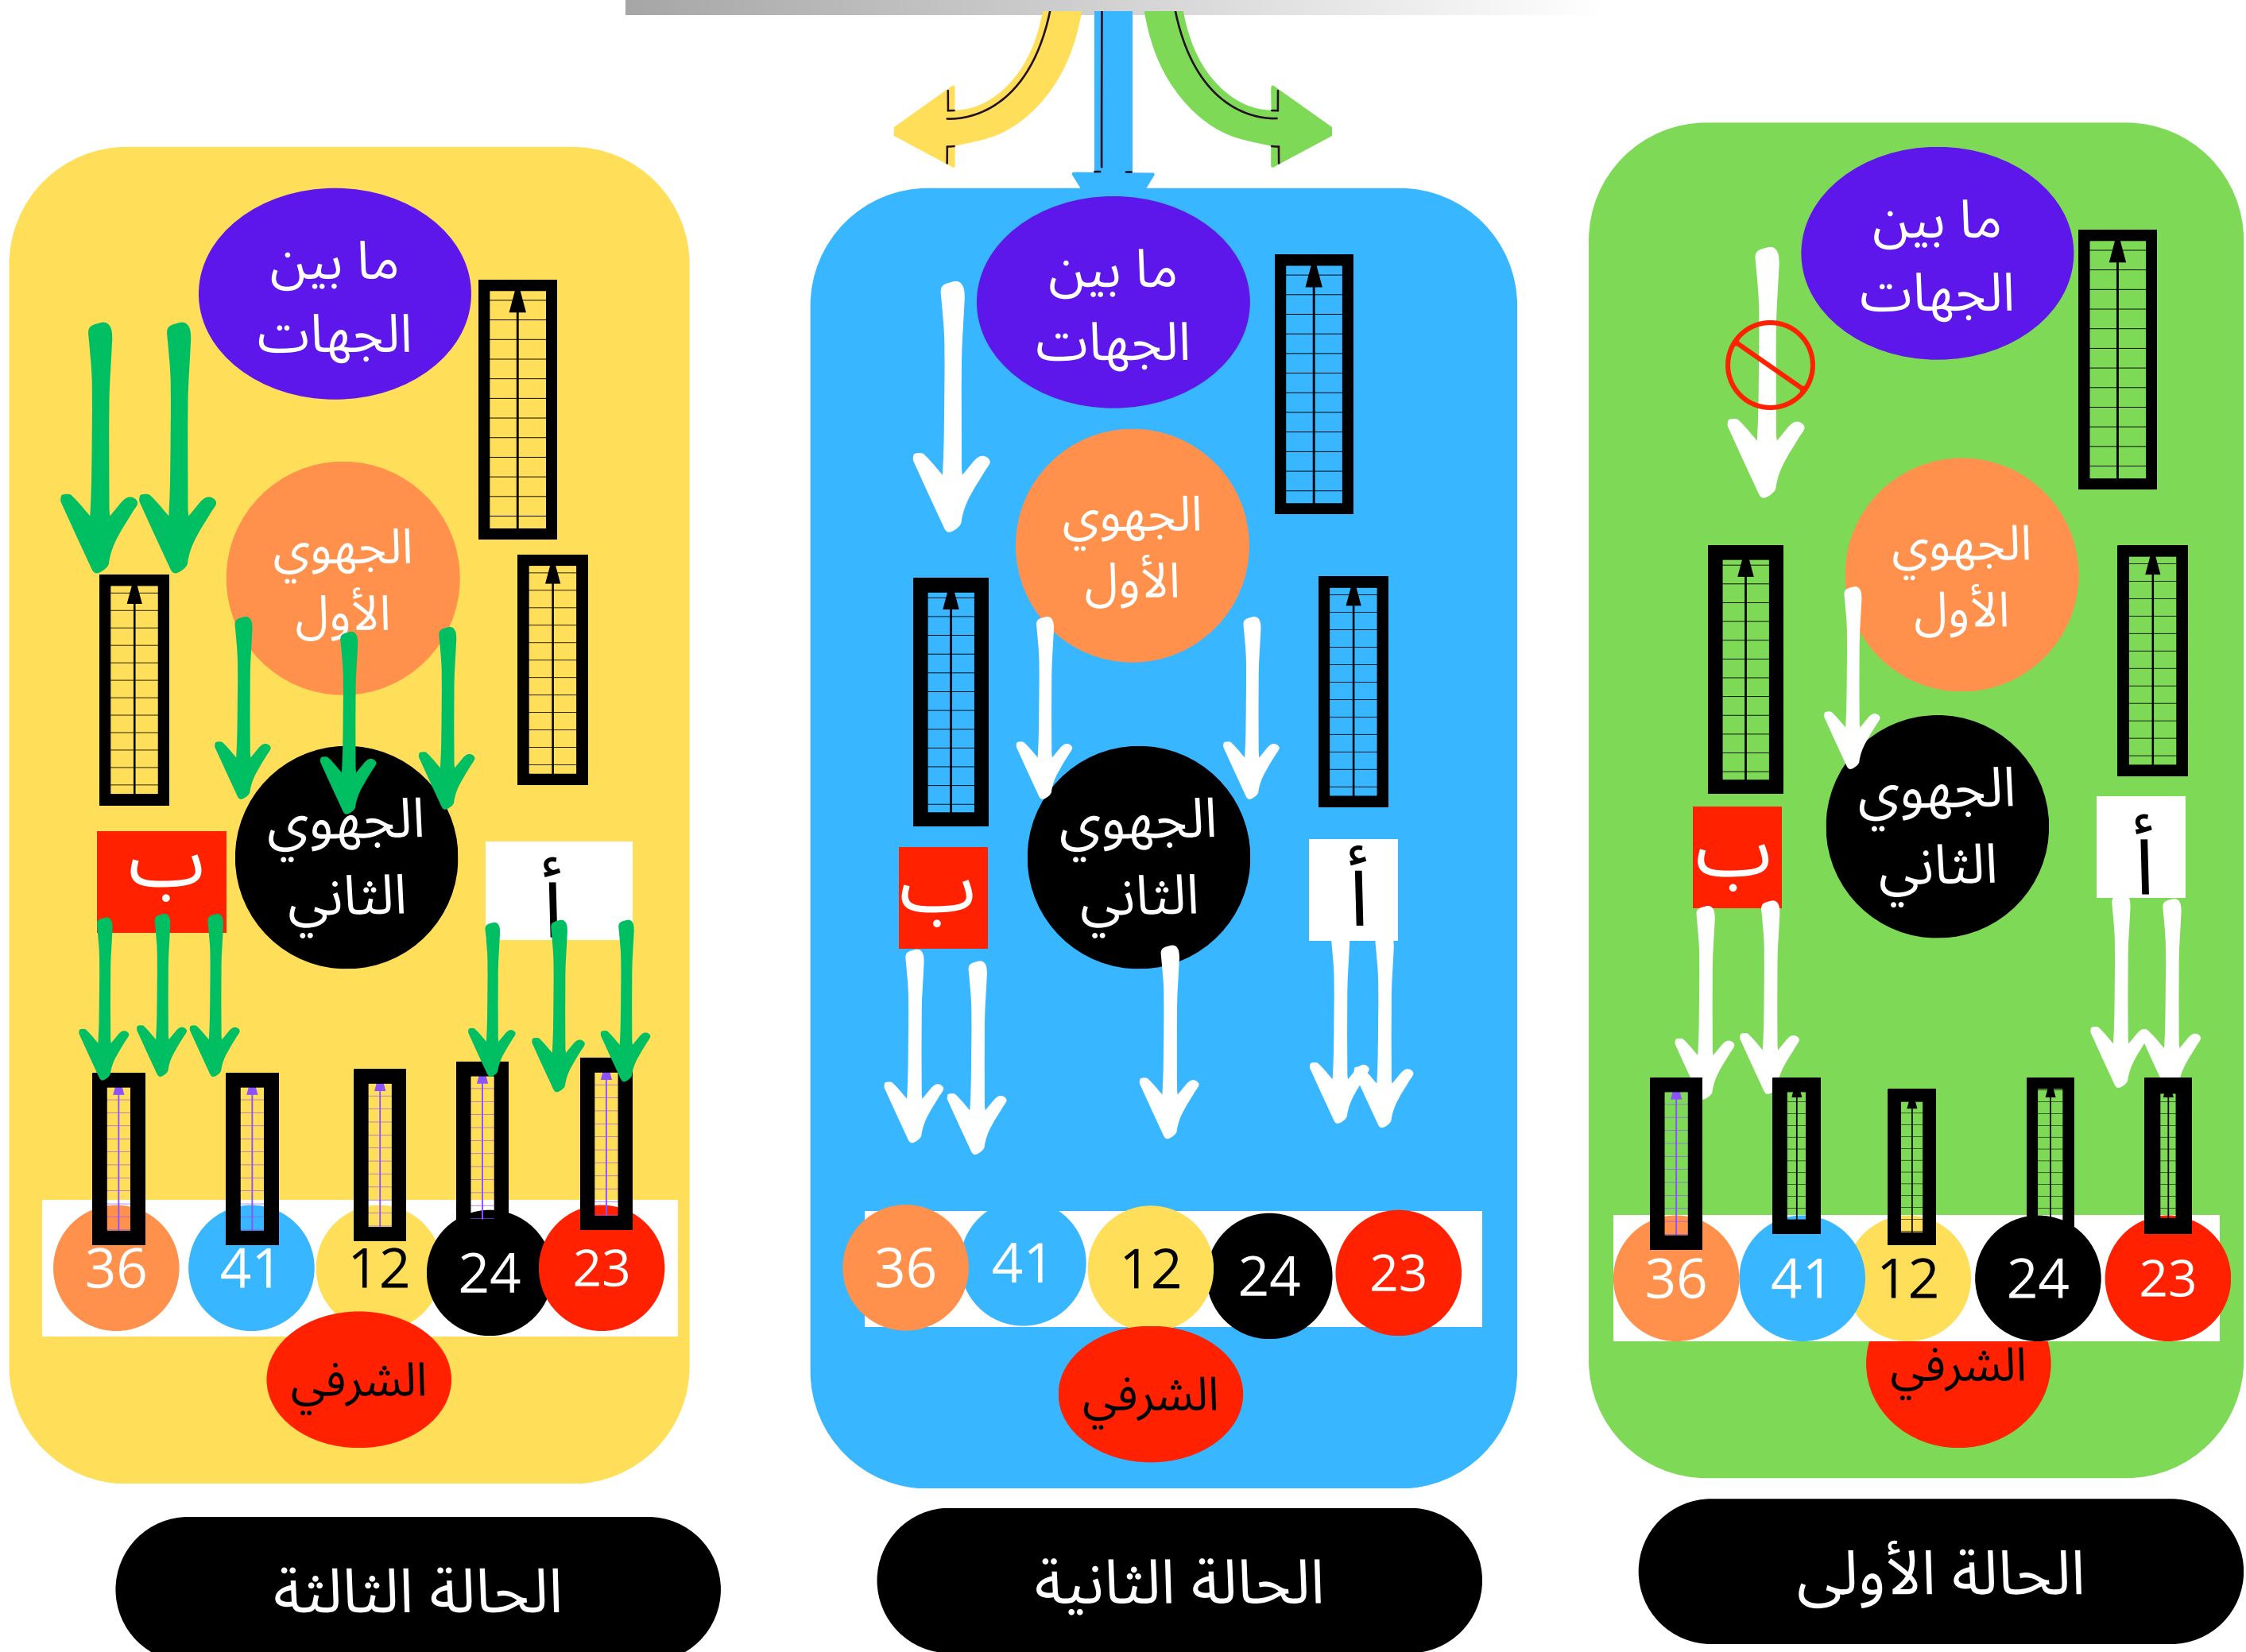 ما بين
الجهات
الجهوي
الأول
الجهوي
الثاني
أ
ب
23
24
12
41
36
الشرفي
الحالة الأولى
ما بين
الجهات
الجهوي
الأول
الجهوي
الثاني
أ
ب
23
24
12
41
36
الشرفي
الحالة الثانية
ما بين
الجهات
الجهوي
الأول
الجهوي
الثاني
أ
ب
23
24
12
41
36
الشرفي
الحالة الثالثة